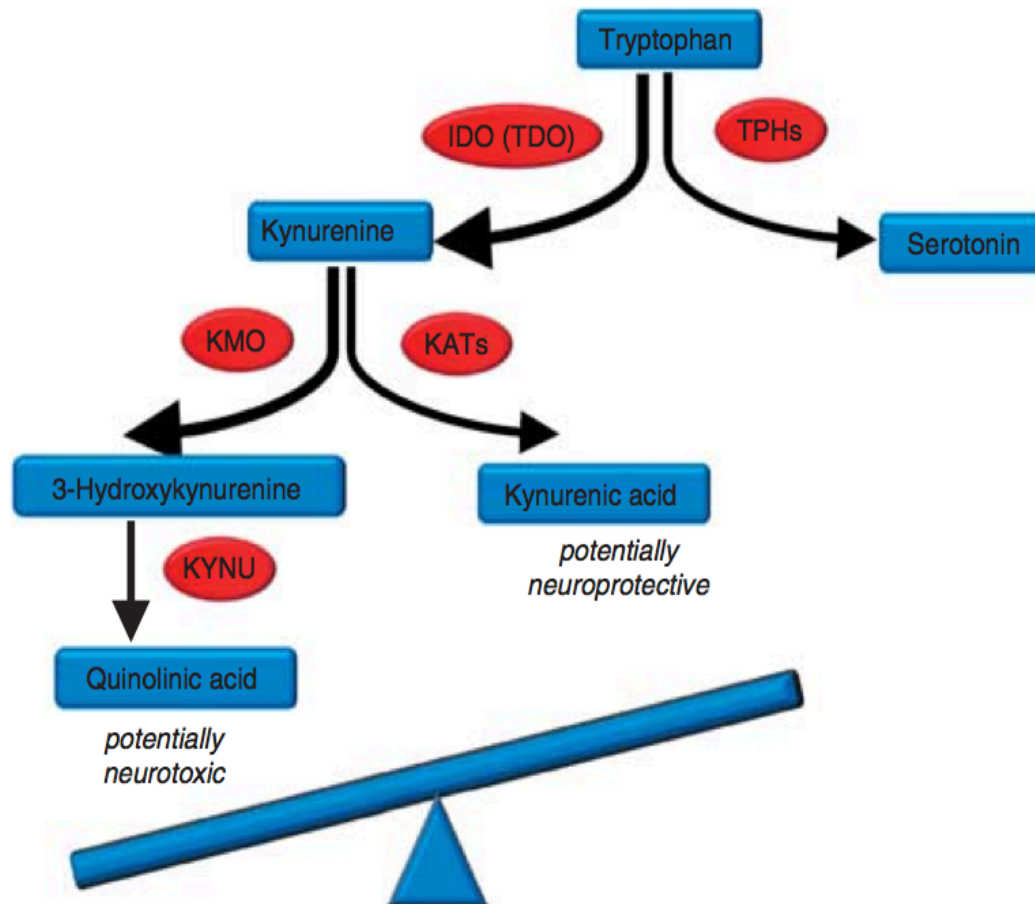 Tryptophan
IDO (TDO)
TPHs
Kynurenine
Serotonin
KMO
KATs
3-Hydroxykynurenine
Kynurenic acid
potentially
neuroprotective
KYNU
Quinolinic acid
potentially
neurotoxic